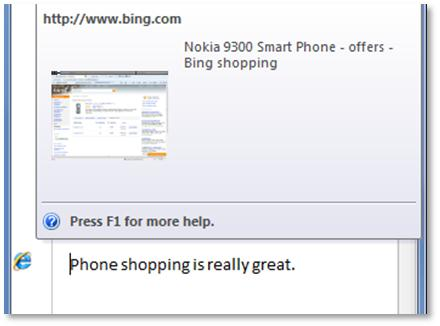 http://www.bing.com
Nokia 9300 Smart Phone - offers -
Bing shopping
Press F1 for more help.
Phone shopping is really great.